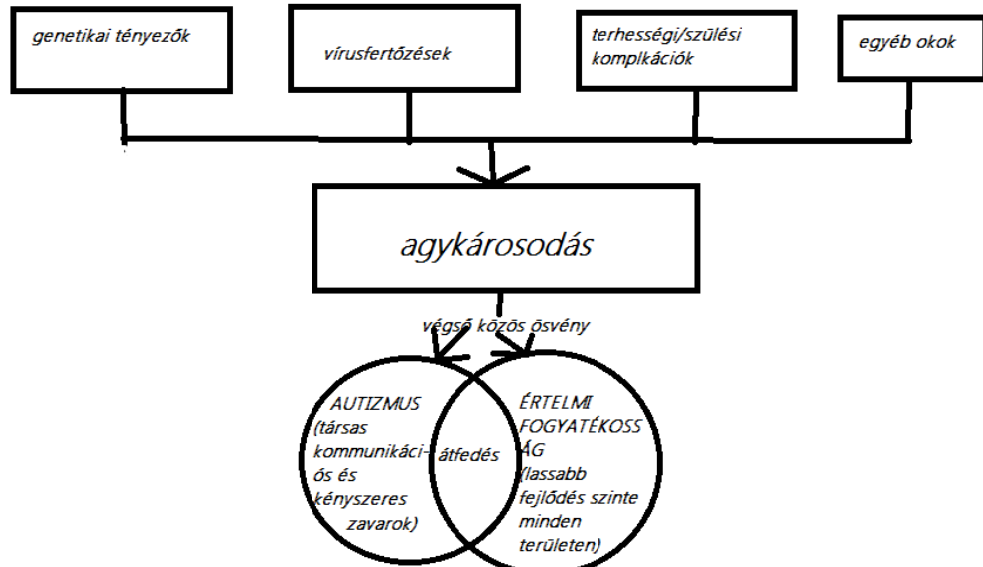 genetikai tényezők
vírusfertőzések
terhességi/szülési
komplkációk
egyéb okok
agykárosodás
végső közös ösvény
AUTIZMUS
(társas
kommunikáci-
ós és
kényszeres
zavarok)
átfedés
ÉRTELMI
FOGYATÉKOSS
ÁG
(lassabb
fejlődés szinte
minden
területen)